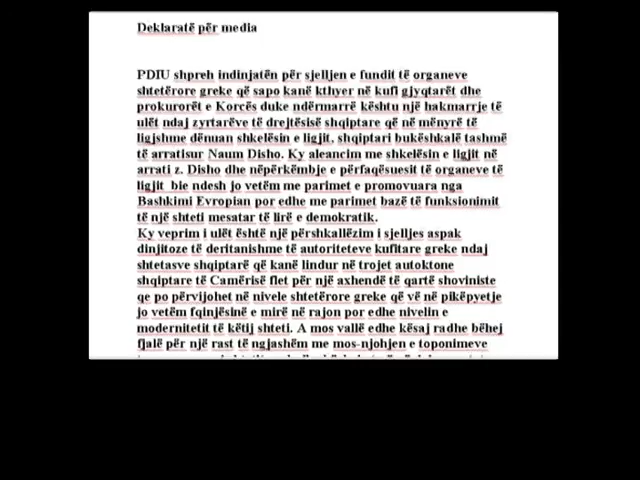 Deklaratë për media
PDIU shpreh indinjatën për sjelljen e fundit të organeve
shtetërore greke që sapo kanë kthyer në kufi gjyqtarët dhe
prokurorët e Korcës duke ndërmarrë kështu një hakmarrje të
ulët ndaj zyrtarëve të drejtësisë shqiptare që në mënyrë të
ligjshme dënuan shkelësin e ligjit, shqiptari bukëshkalë tashmë
të arratisur Naum Disho. Ky aleancim me shkelësin e ligjit në
arrati z. Disho dhe nëpërkëmbje e përfaqësuesit të organeve të
ligjit bie ndesh jo vetëm me parimet e promovuara nga
Bashkimi Evropian por edhe me parimet bazë të funksionimit
të një shteti mesatar të lirë e demokratik.
Ky veprim i ulët është një përshkallëzim i sjelljes aspak
dinjitoze të deritanishme të autoriteteve kufitare greke ndaj
shtetasve shqiptarë që kanë lindur në trojet autoktone
shqiptare të Camërisë flet për një axhendë të qartë shoviniste
qe po përvijohet në nivele shtetërore greke që vë në pikëpyetje
jo vetëm fqinjësinë e mirë në rajon por edhe nivelin e
modernitetit të këtij shteti. A mos vallë edhe kësaj radhe bëhej
fjalë për një rast të ngjashëm me mos-njohjen e toponimeve